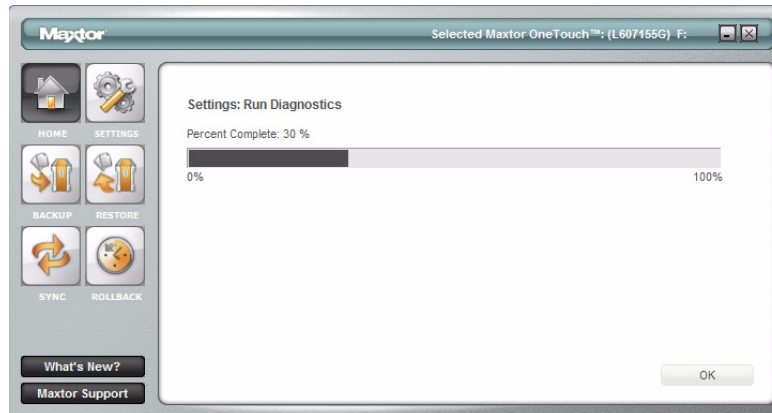 Maxtor
Selected Maxtor OneTouch™: (L607155G) F:
HOME
SETTINGS
BACKUP
RESTORE
SYNC
ROLLBACK
What's New?
Maxtor Support
Settings: Run Diagnostics
Percent Complete: 30 %
0%
100%
OK